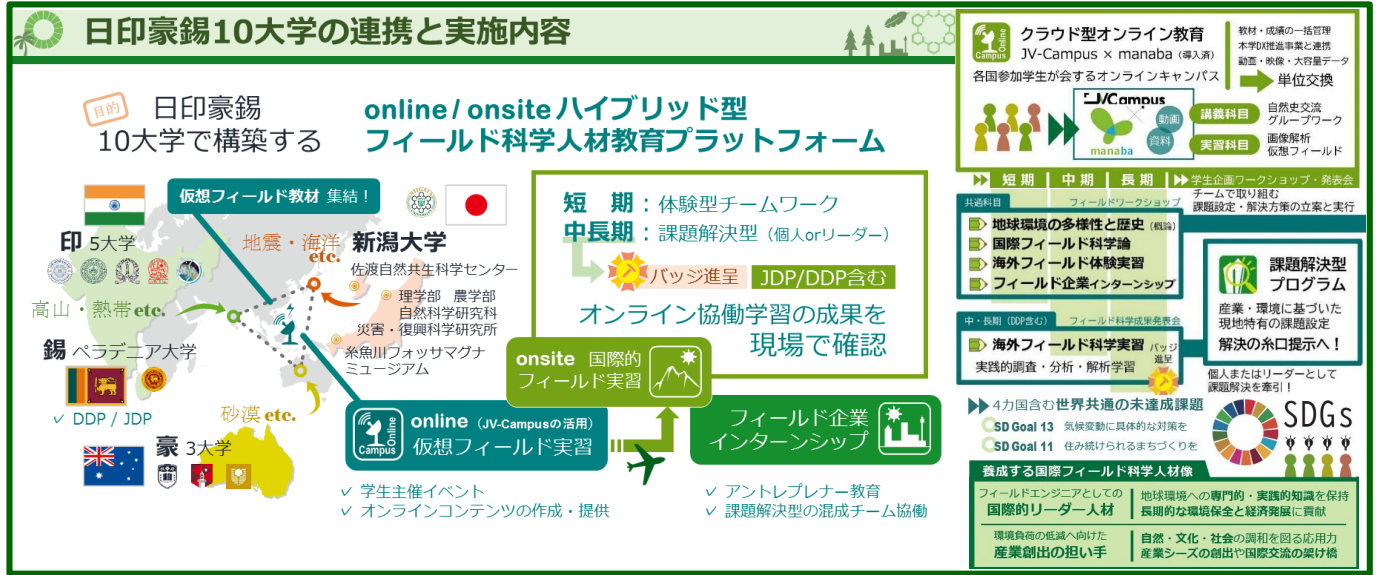 日印豪錫10大学の連携と実施内容
目的
日印豪錫
10大学で構築する
online / onsite ハイブリッド型
フィールド科学人材教育プラットフォーム
仮想フィールド教材 集結！
印 5大学
地震・海洋
etc.
新潟大学
佐渡自然共生科学センター
理学部 農学部
自然科学研究科
災害・復興科学研究所
糸魚川フォッサマグナ
ミュージアム
高山・熱帯 etc.
錫 ペラデニア大学
✓ DDP / JDP
砂漠 etc.
豪 3大学
短 期：体験型チームワーク
中長期：課題解決型（個人orリーダー）
バッジ進呈
JDP/DDP含む
オンライン協働学習の成果を
現場で確認
onsite 国際的
フィールド実習
Online
Campus
online（JV-Campusの活用）
仮想フィールド実習
フィールド企業
インターンシップ
✓ 学生主催イベント
✓ オンラインコンテンツの作成・提供
✓ アントレプレナー教育
✓ 課題解決型の混成チーム協働
Online
Campus
クラウド型オンライン教育
JV-Campus × manaba（導入済）
各国参加学生が会するオンラインキャンパス
教材・成績の一括管理
本学DX推進事業と連携
動画・映像・大容量データ
単位交換
JVCampus
manaba
動画
資料
講義科目
自然史交流
グループワーク
実習科目
画像解析
仮想フィールド
短期
中期
長期
学生企画ワークショップ・発表会
チームで取り組む
課題設定・解決方策の立案と実行
共通科目
フィールドワークショップ
地球環境の多様性と歴史（概論）
国際フィールド科学論
海外フィールド体験実習
フィールド企業インターンシップ
中・長期（DDP含む）
フィールド科学成果発表会
海外フィールド科学実習
バッジ
進呈
実践的調査・分析・解析学習
課題解決型
プログラム
産業・環境に基づいた
現地特有の課題設定
解決の糸口提示へ！
個人またはリーダーとして
課題解決を牽引！
4カ国含む世界共通の未達成課題
SD Goal 13 気候変動に具体的な対策を
SD Goal 11 住み続けられるまちづくりを
SDGs
養成する国際フィールド科学人材像
フィールドエンジニアとしての
国際的リーダー人材
地球環境への専門的・実践的知識を保持
長期的な環境保全と経済発展に貢献
環境負荷の低減へ向けた
産業創出の担い手
自然・文化・社会の調和を図る応用力
産業シーズの創出や国際交流の架け橋